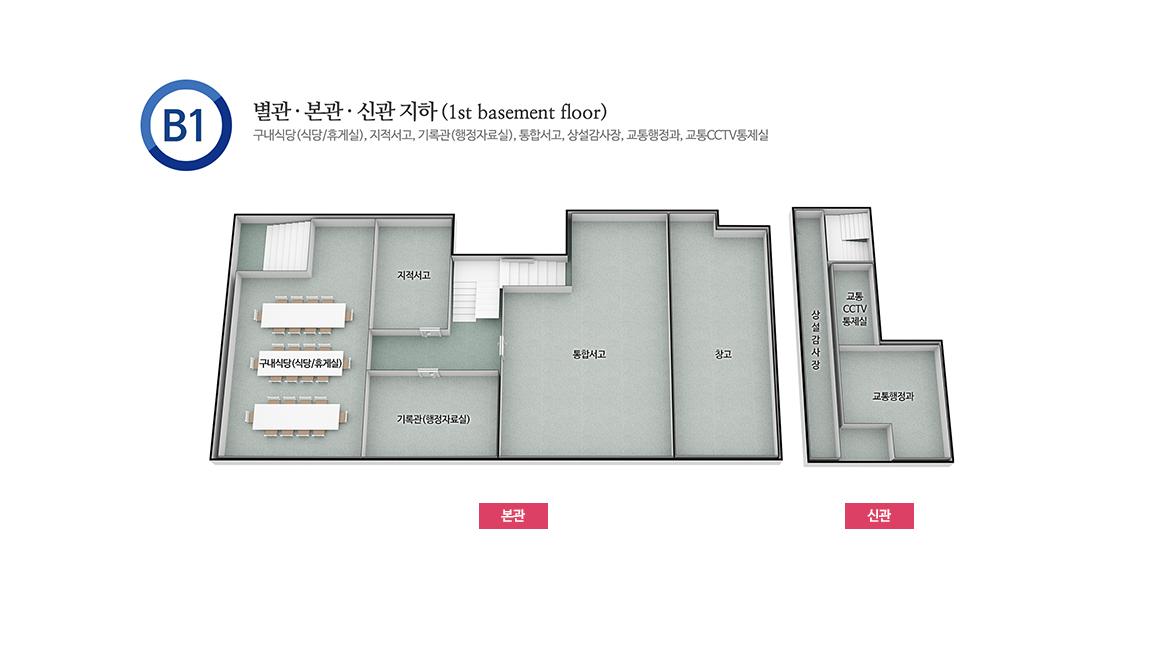 B1
별관·본관·신관 지하 (1st basement floor)
구내식당(식당/휴게실), 지적서고, 기록관(행정자료실), 통합서고, 상설감사장, 교통행정과, 교통CCTV통제실
지적서고
구내식당(식당/휴게실)
기록관(행정자료실)
통합서고
창고
상설감사장
교통
CCTV
통제실
교통행정과
본관
신관